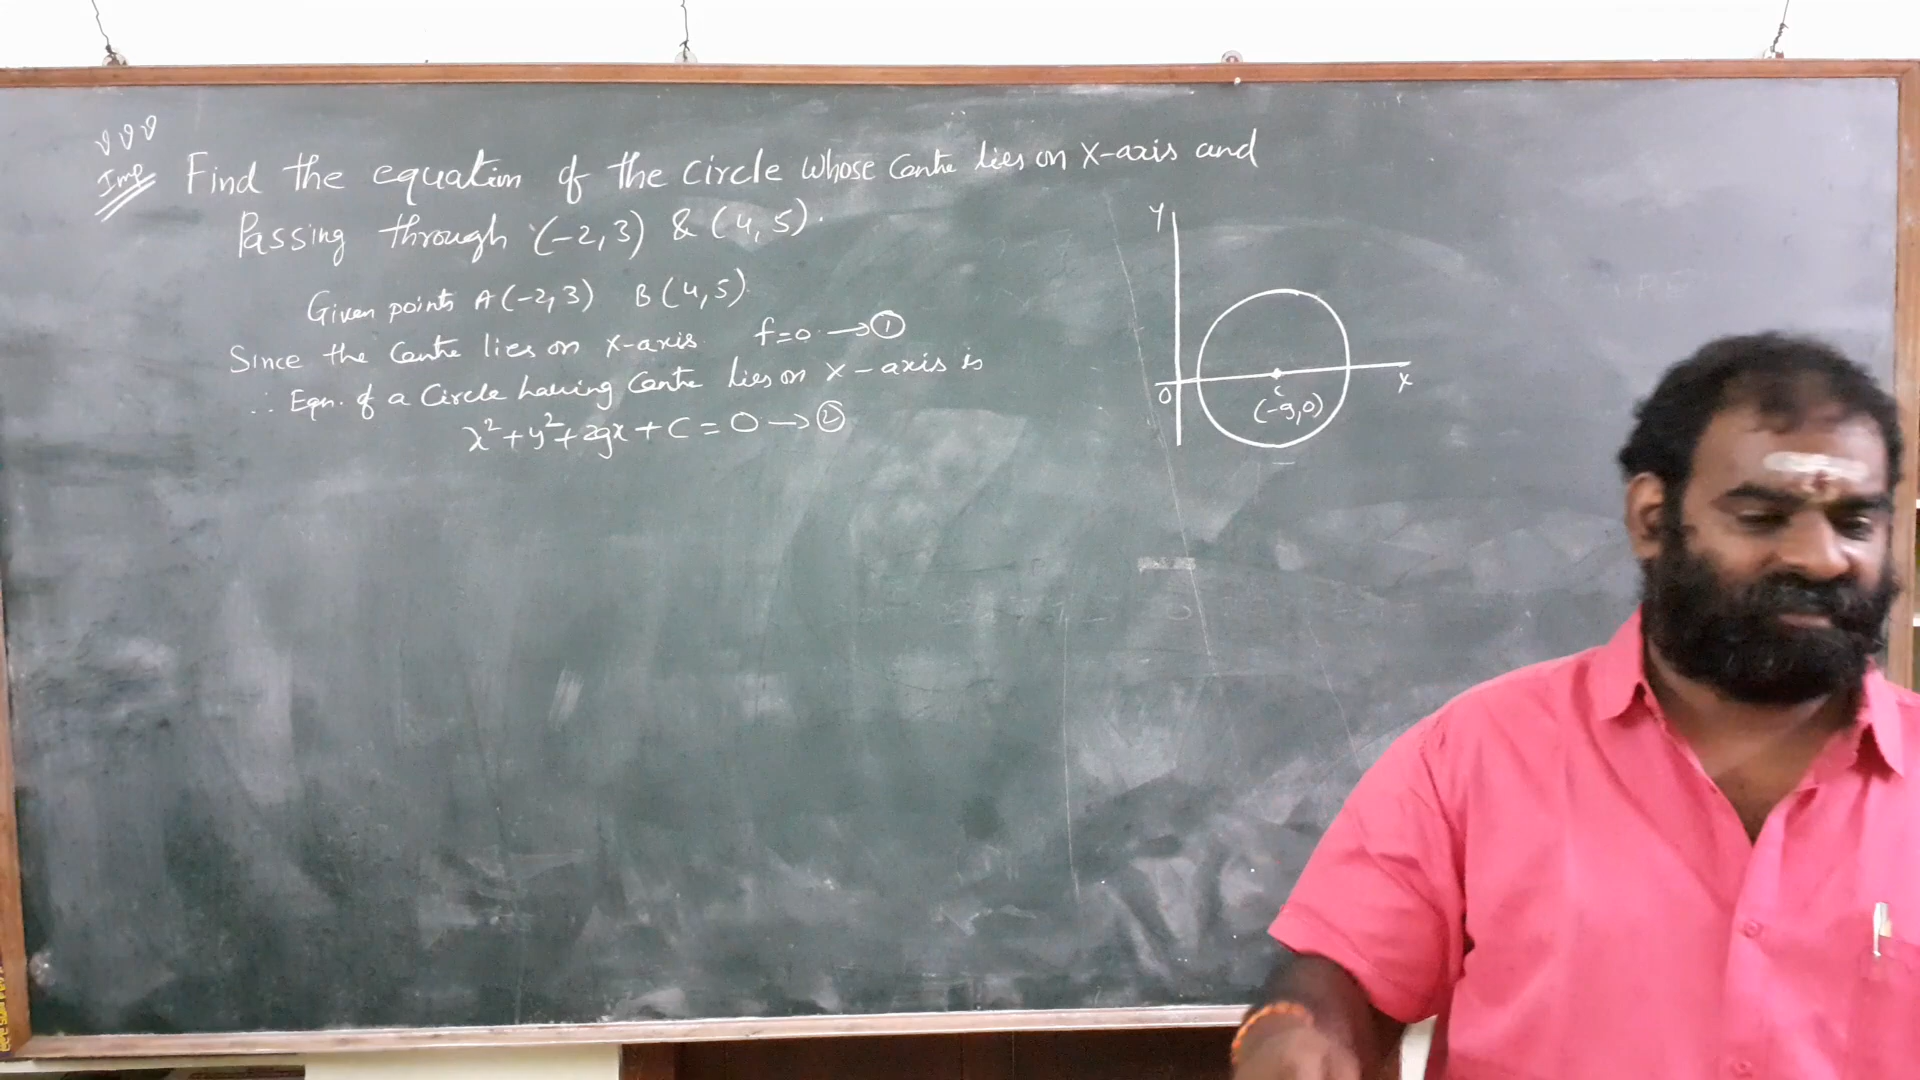 Imp Find the equation of the circle whose centre lies on X-axis and
Passing through (-2,3) & (4,5).
Given points A(-2,3) B(4,5).
Since the centre lies on X-axis f=0 → ①
∴ Eqn. of a Circle having centre lies on X-axis is
x²+y²+2gx+c=0 → ②
Y
O
X
c
(-g,0)